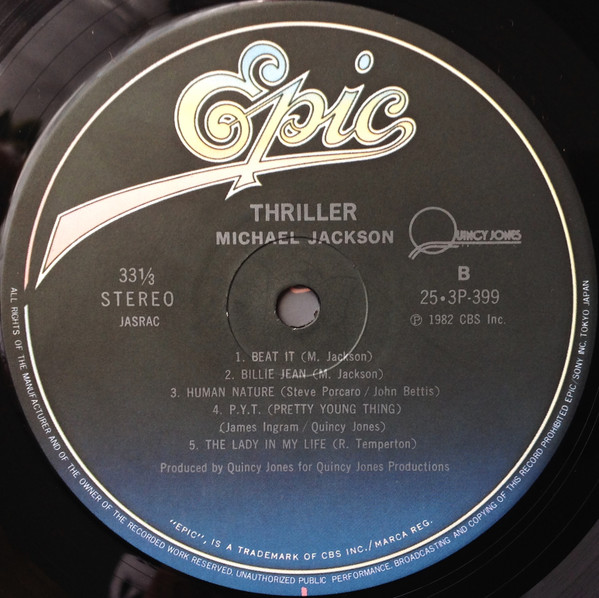 Epic
THRILLER
MICHAEL JACKSON
QUINCY JONES
33⅓
STEREO
JASRAC
B
25•3P-399
Ⓟ 1982 CBS Inc.
1. BEAT IT (M. Jackson)
2. BILLIE JEAN (M. Jackson)
3. HUMAN NATURE (Steve Porcaro / John Bettis)
4. P.Y.T. (PRETTY YOUNG THING)
(James Ingram / Quincy Jones)
5. THE LADY IN MY LIFE (R. Temperton)
Produced by Quincy Jones for Quincy Jones Productions
"EPIC", IS A TRADEMARK OF CBS INC./MARCA REG.
ALL RIGHTS OF THE MANUFACTURER AND OF THE OWNER OF THE RECORDED WORK RESERVED. UNAUTHORIZED PUBLIC PERFORMANCE, BROADCASTING AND COPYING OF THIS RECORD PROHIBITED EPIC/SONY INC. TOKYO JAPAN